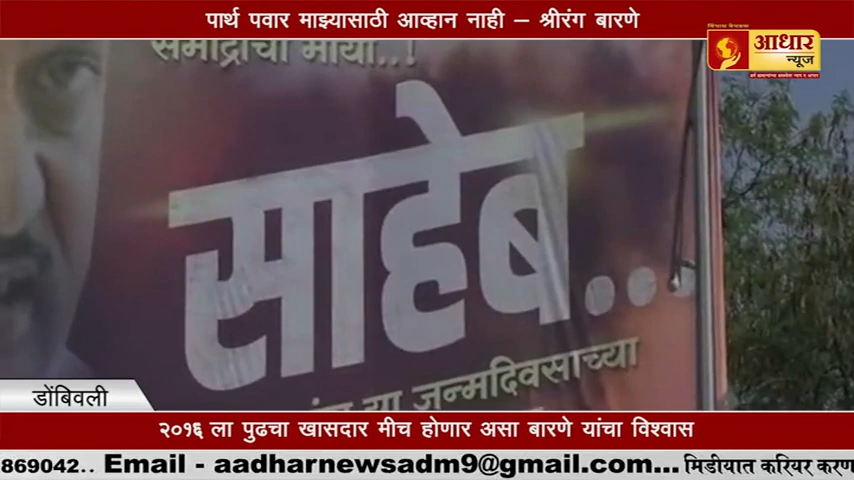 पार्थ पवार माझ्यासाठी आव्हान नाही – श्रीरंग बारणे
आधार
न्यूज
माया..!
साहेब...
या जन्मदिवसाच्या
डोंबिवली
२०१६ ला पुढचा खासदार मीच होणार असा बारणे यांचा विश्वास
869042.. Email - aadharnewsadm9@gmail.com... मिडीयात करियर करण